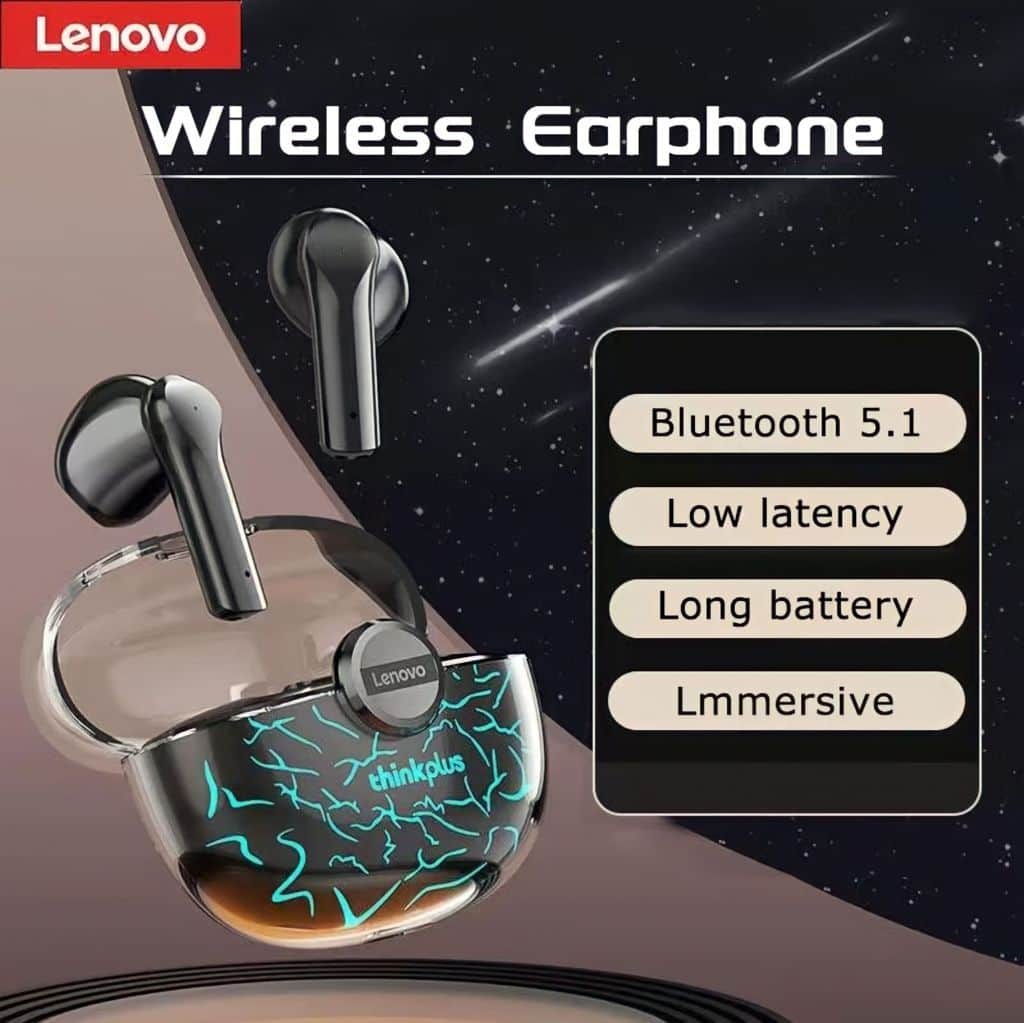 Lenovo
Wireless Earphone
Bluetooth 5.1
Low latency
Long battery
Lmmersive
Lenovo
thinkplus